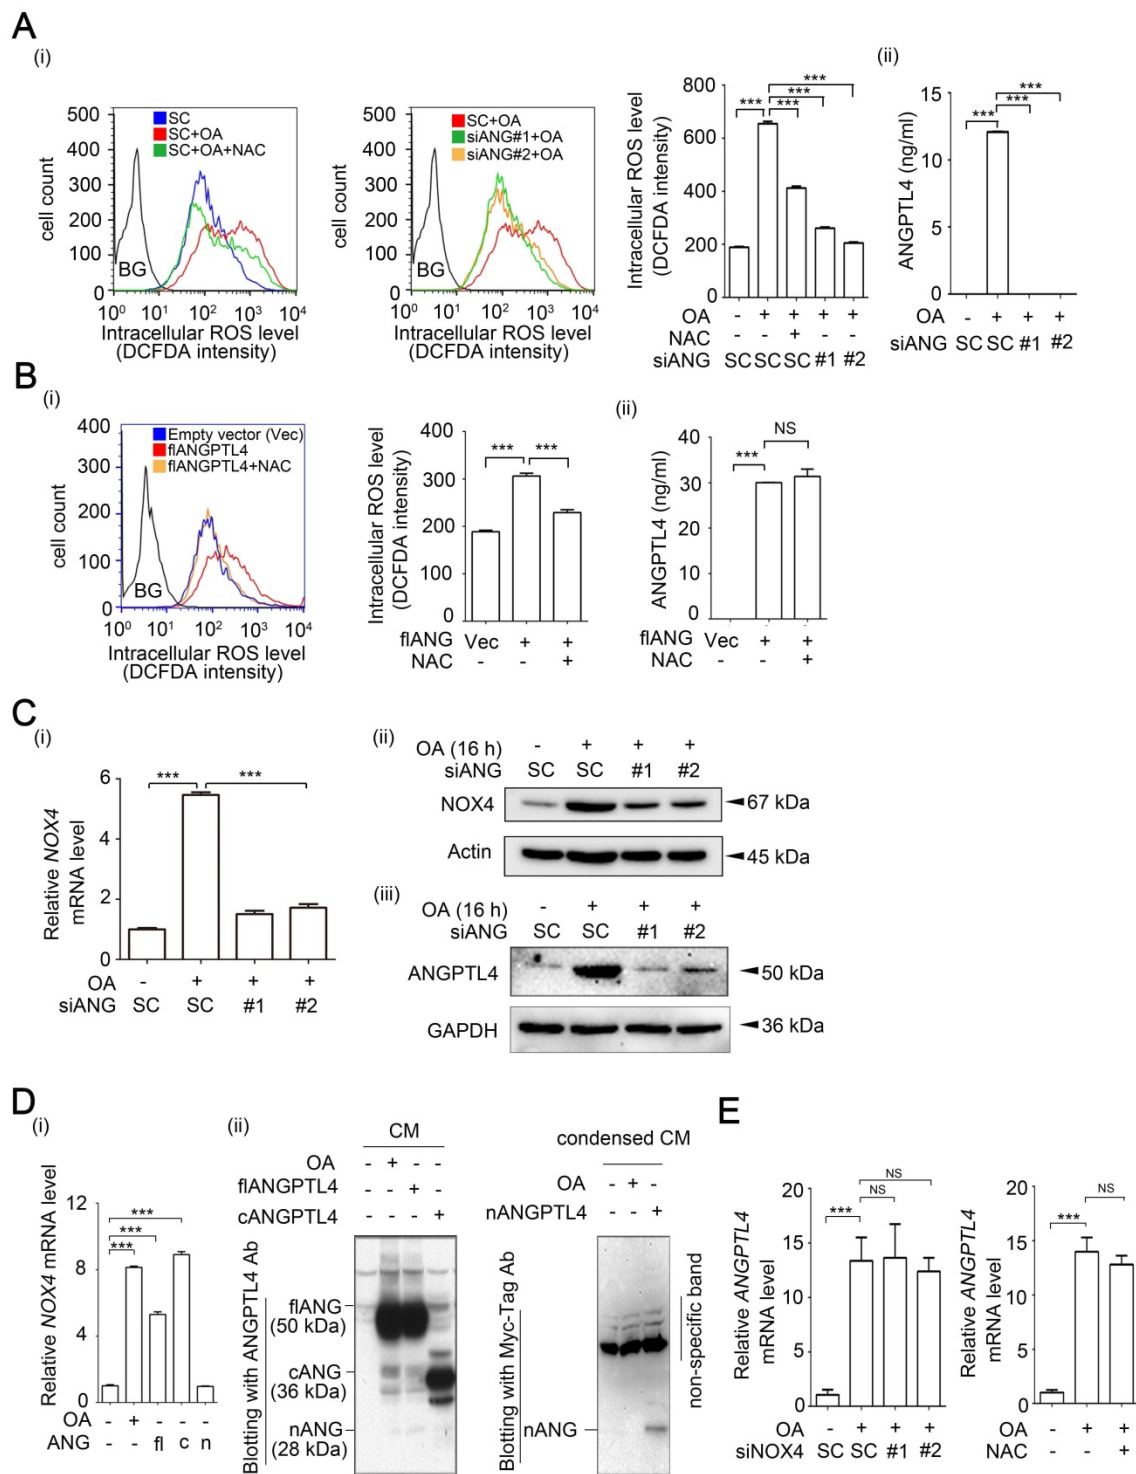 A
(i)
500
400
300
200
100
0
cell count
SC
SC+OA
SC+OA+NAC
BG
10⁰ 10¹ 10² 10³ 10⁴
Intracellular ROS level
(DCFDA intensity)
500
400
300
200
100
0
cell count
SC+OA
siANG#1+OA
siANG#2+OA
BG
10⁰ 10¹ 10² 10³ 10⁴
Intracellular ROS level
(DCFDA intensity)
Intracellular ROS level
(DCFDA intensity)
800
600
400
200
0
***
***
***
***
OA - + + + +
NAC +
siANG SC SC SC #1 #2
(ii)
ANGPTL4 (ng/ml)
15
10
5
0
***
***
***
OA - + + +
siANG SC SC #1 #2
B
(i)
400
300
200
100
0
cell count
Empty vector (Vec)
flANGPTL4
flANGPTL4+NAC
BG
10⁰ 10¹ 10² 10³ 10⁴
Intracellular ROS level
(DCFDA intensity)
Intracellular ROS level
(DCFDA intensity)
400
300
200
300
0
*** ***
flANG Vec + +
NAC - - +
(ii)
ANGPTL4 (ng/ml)
40
30
20
10
0
***
NS
flANG Vec + +
NAC - - +
C
(i)
Relative NOX4
mRNA level
6
4
2
0
*** ***
OA - + + +
siANG SC SC #1 #2
(ii)
OA (16 h) - + + +
siANG SC SC #1 #2
NOX4 67 kDa
Actin 45 kDa
(iii)
OA (16 h) - + + +
siANG SC SC #1 #2
ANGPTL4 50 kDa
GAPDH 36 kDa
D
(i)
Relative NOX4 mRNA level
12
8
4
0
***
***
***
OA - + - - -
ANG - - fl c n
(ii)
CM
OA - + - -
flANGPTL4 - - + -
cANGPTL4 - - - +
Blotting with ANGPTL4 Ab
flANG
(50 kDa)
cANG
(36 kDa)
nANG
(28 kDa)
condensed CM
OA - + -
nANGPTL4 - - +
Blotting with Myc-Tag Ab
nANG
non-specific band
E
Relative ANGPTL4
mRNA level
20
15
10
5
0
***
NS
NS
OA - + + +
siNOX4 SC SC #1 #2
Relative ANGPTL4
mRNA level
20
15
10
5
0
***
NS
OA - + +
NAC - - +